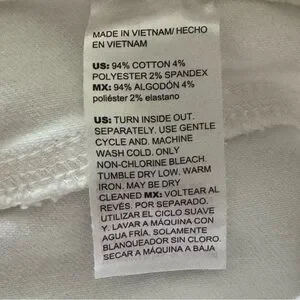 MADE IN VIETNAM/ HECHO
EN VIETNAM
US: 94% COTTON 4%
POLYESTER 2% SPANDEX
MX: 94% ALGODÓN 4%
poliéster 2% elastano
US: TURN INSIDE OUT.
SEPARATELY. USE GENTLE
CYCLE AND. MACHINE
WASH COLD. ONLY
NON-CHLORINE BLEACH.
TUMBLE DRY LOW. WARM
IRON. MAY BE DRY
CLEANED MX: VOLTEAR AL
REVÉS. POR SEPARADO.
UTILIZAR EL CICLO SUAVE
Y. LAVAR A MÁQUINA CON
AGUA FRÍA. SOLAMENTE
BLANQUEADOR SIN CLORO.
SECAR A MÁQUINA A BAJA